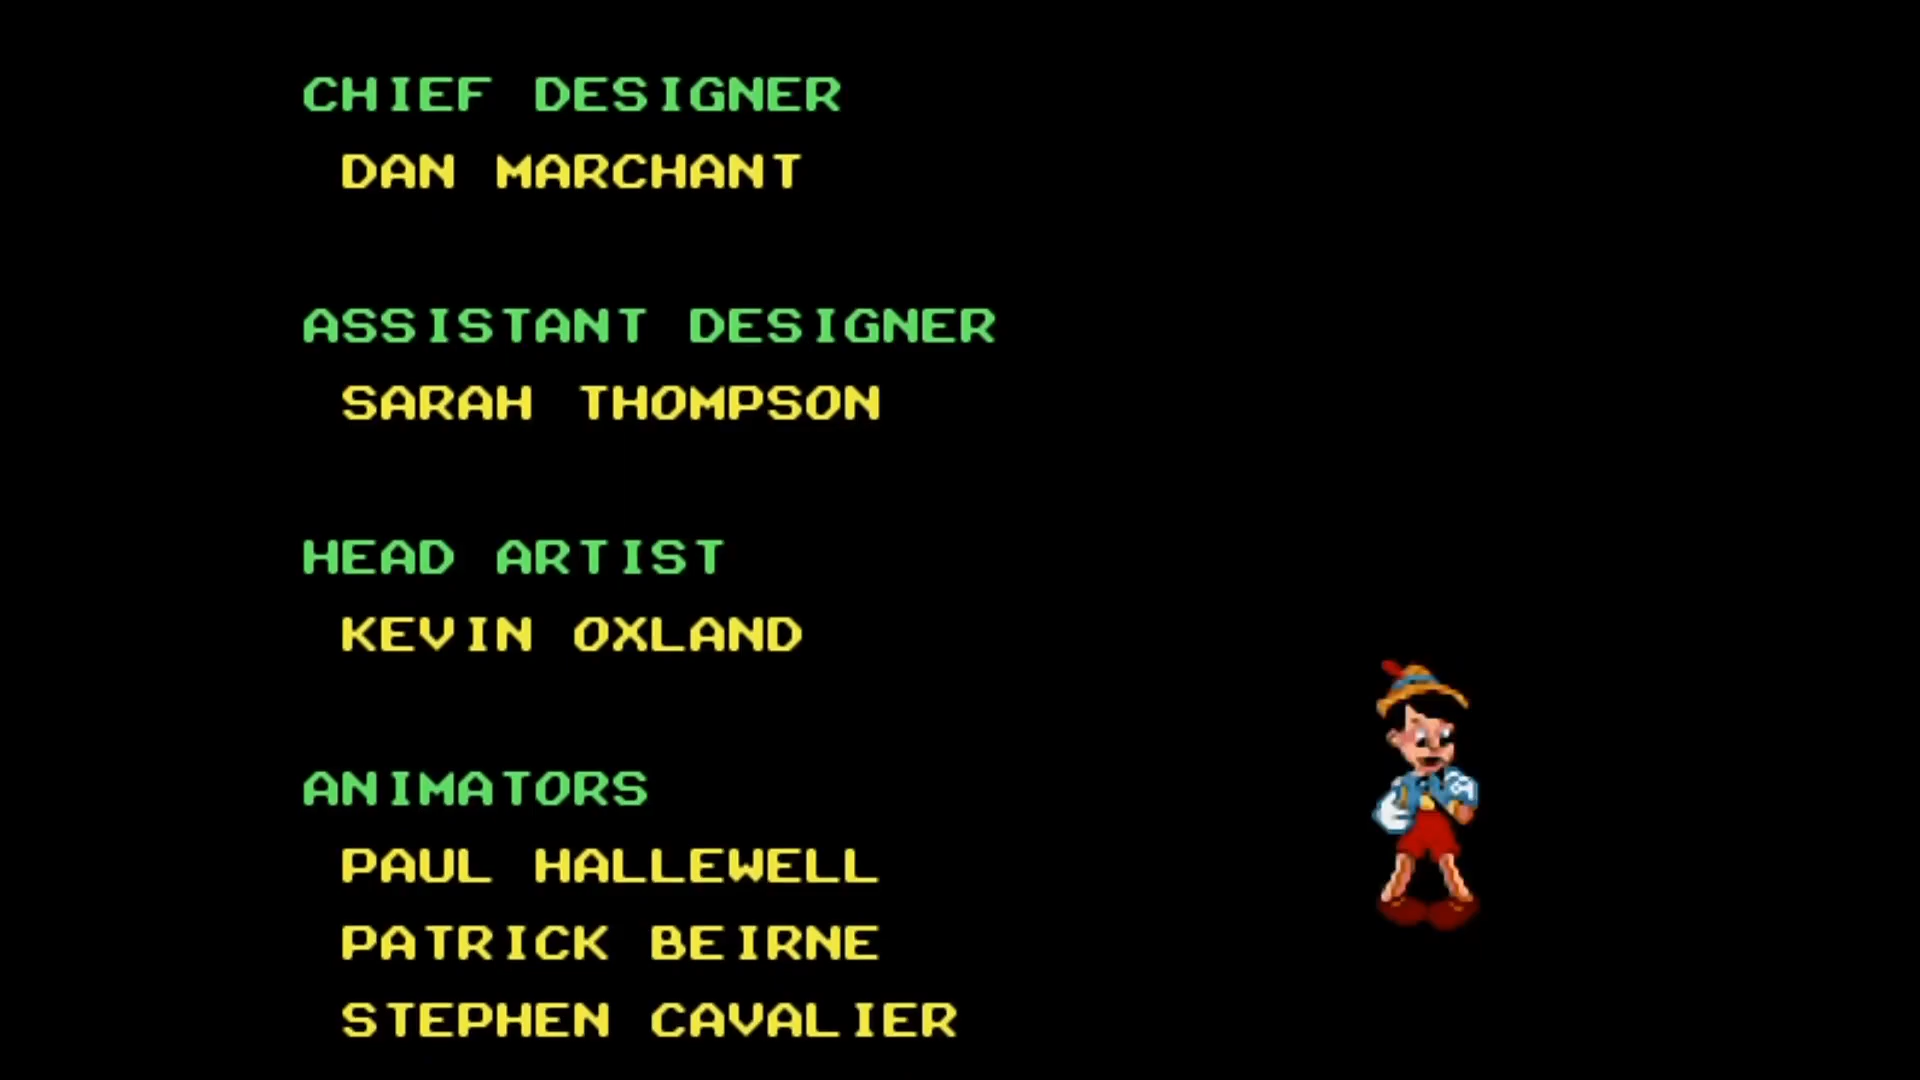 CHIEF DESIGNER
DAN MARCHANT
ASSISTANT DESIGNER
SARAH THOMPSON
HEAD ARTIST
KEVIN OXLAND
ANIMATORS
PAUL HALLEWELL
PATRICK BEIRNE
STEPHEN CAVALIER